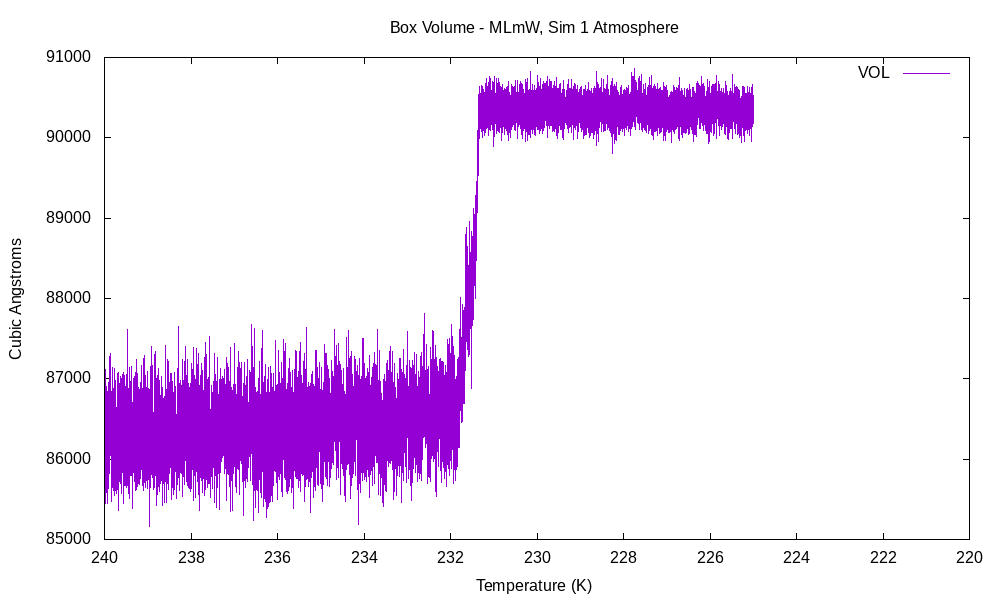 Box Volume - MLmW, Sim 1 Atmosphere
91000
VOL
90000
89000
88000
87000
86000
85000
Cubic Angstroms
240 238 236 234 232 230 228 226 224 222 220
Temperature (K)